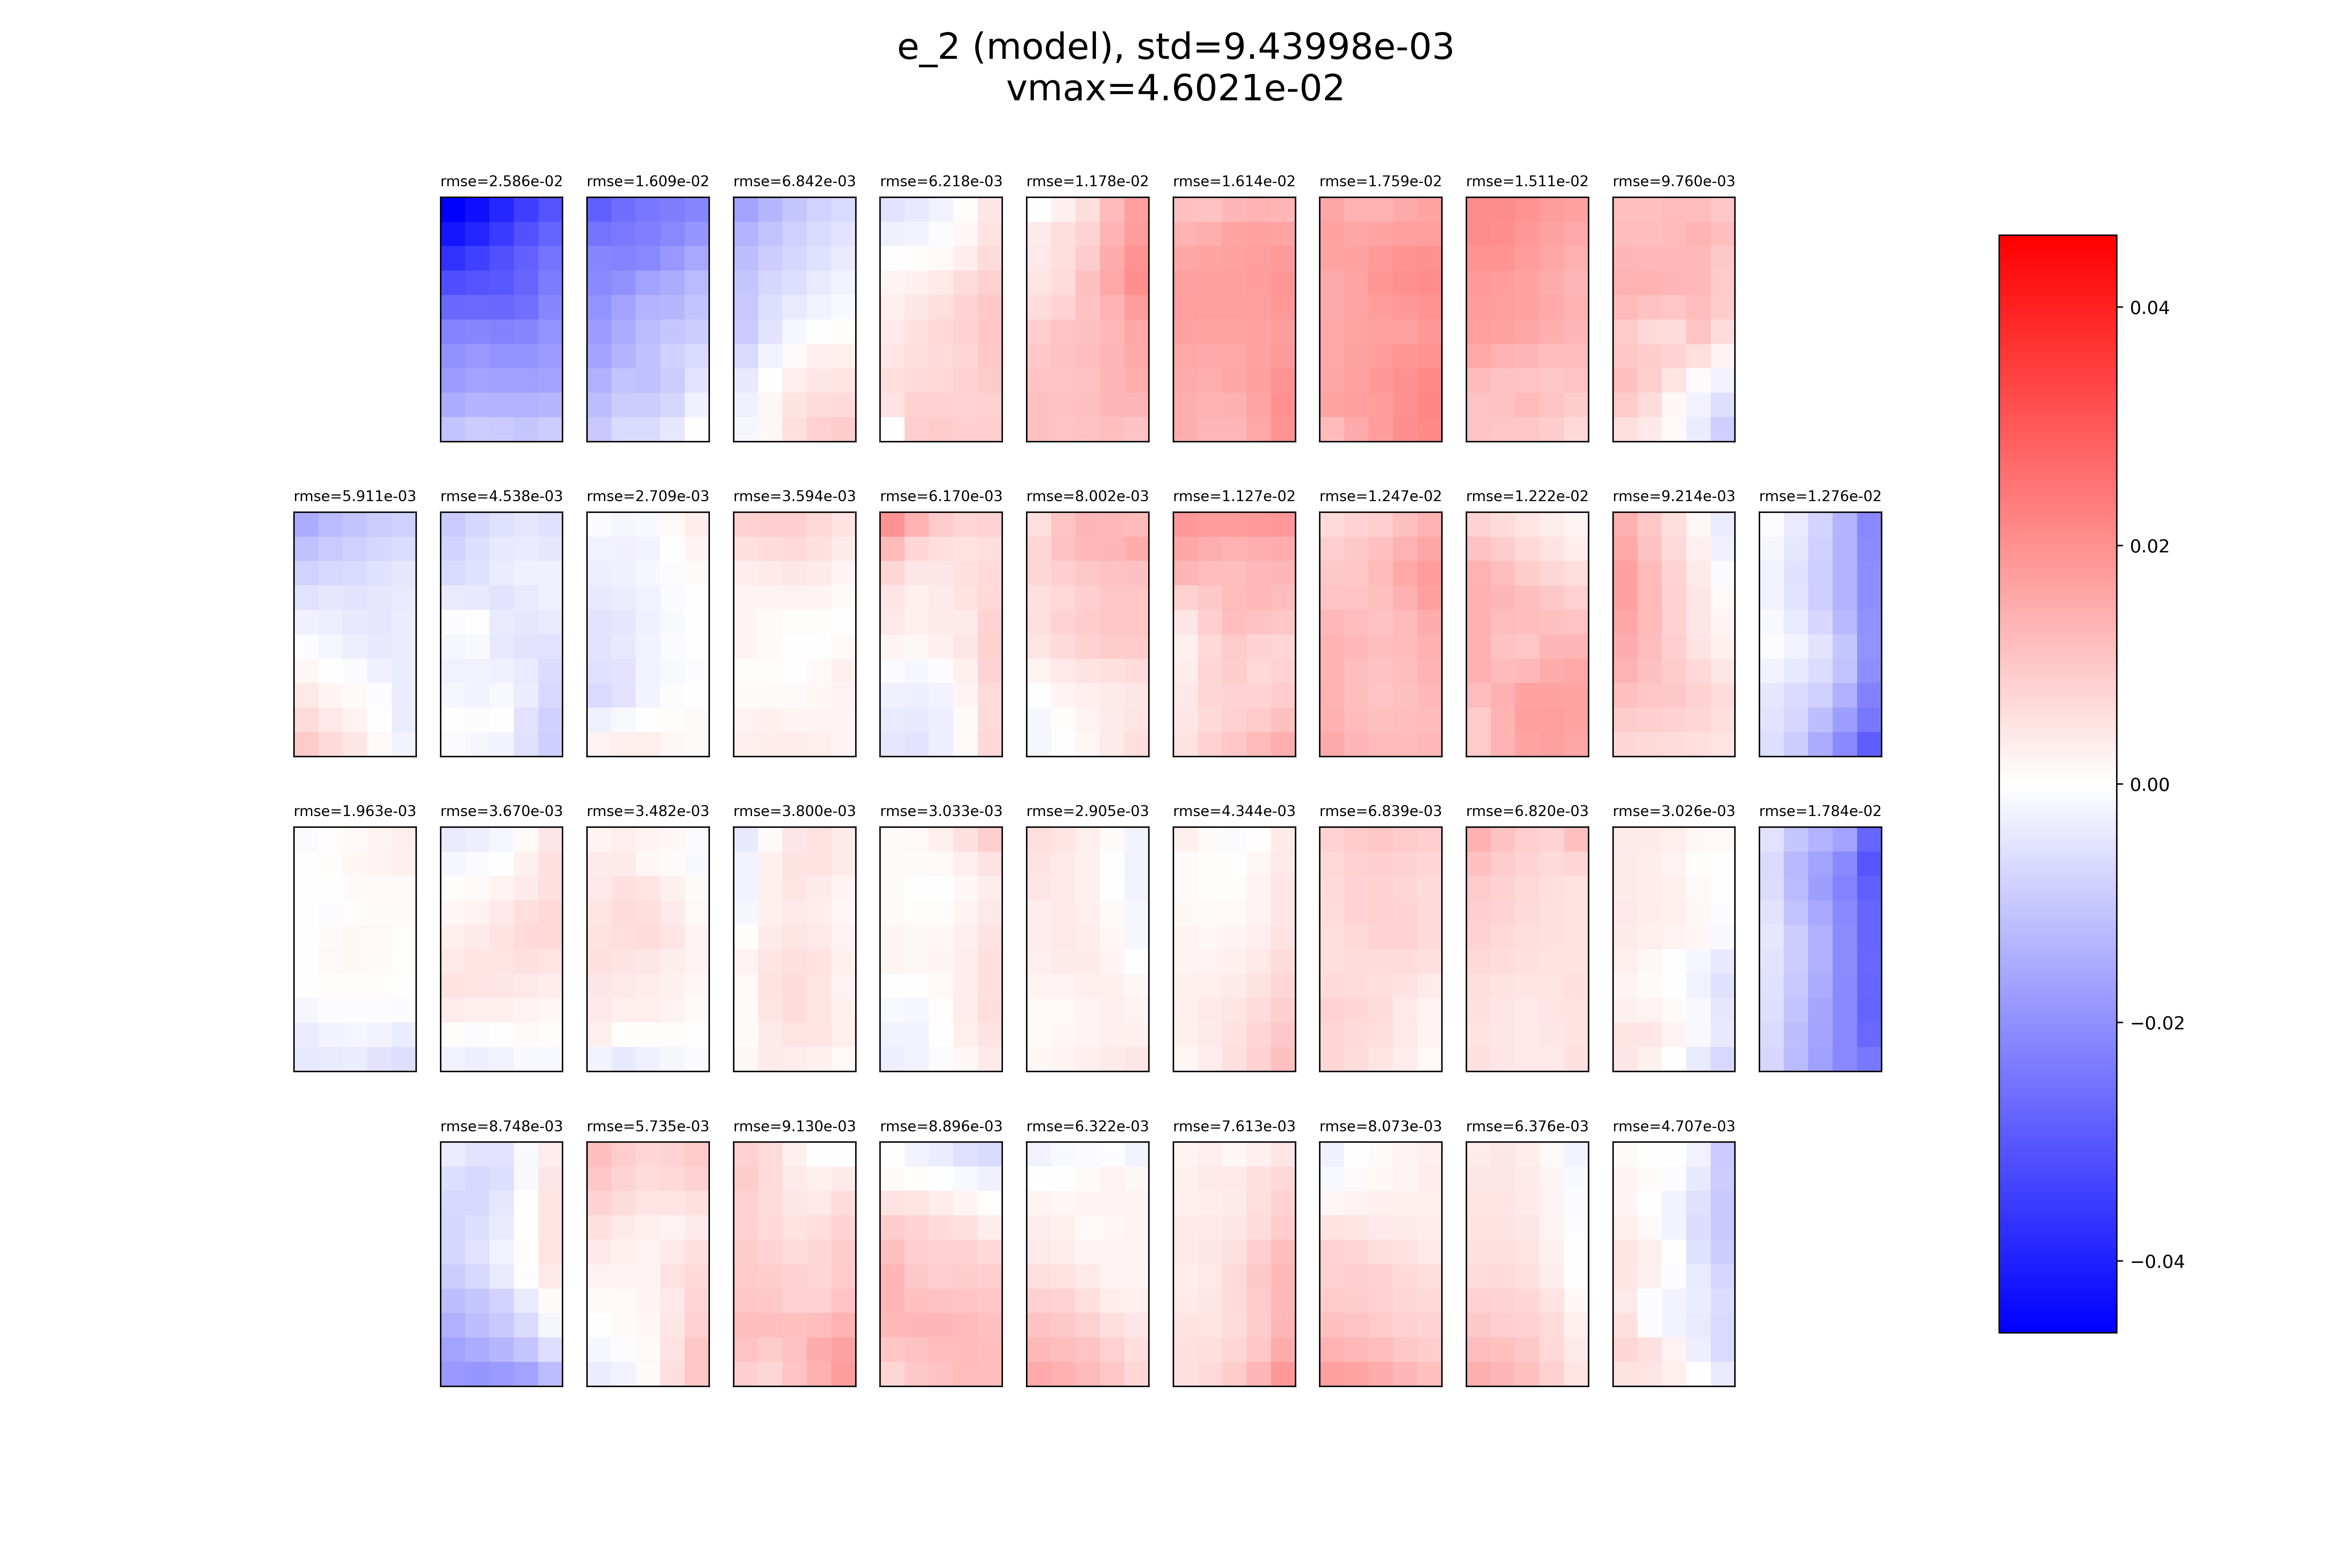 e_2 (model), std=9.43998e-03
vmax=4.6021e-02
rmse=2.586e-02 rmse=1.609e-02 rmse=6.842e-03 rmse=6.218e-03 rmse=1.178e-02 rmse=1.614e-02 rmse=1.759e-02 rmse=1.511e-02 rmse=9.760e-03
rmse=5.911e-03 rmse=4.538e-03 rmse=2.709e-03 rmse=3.594e-03 rmse=6.170e-03 rmse=8.002e-03 rmse=1.127e-02 rmse=1.247e-02 rmse=1.222e-02 rmse=9.214e-03 rmse=1.276e-02
rmse=1.963e-03 rmse=3.670e-03 rmse=3.482e-03 rmse=3.800e-03 rmse=3.033e-03 rmse=2.905e-03 rmse=4.344e-03 rmse=6.839e-03 rmse=6.820e-03 rmse=3.026e-03 rmse=1.784e-02
rmse=8.748e-03 rmse=5.735e-03 rmse=9.130e-03 rmse=8.896e-03 rmse=6.322e-03 rmse=7.613e-03 rmse=8.073e-03 rmse=6.376e-03 rmse=4.707e-03
0.04
0.02
0.00
−0.02
−0.04